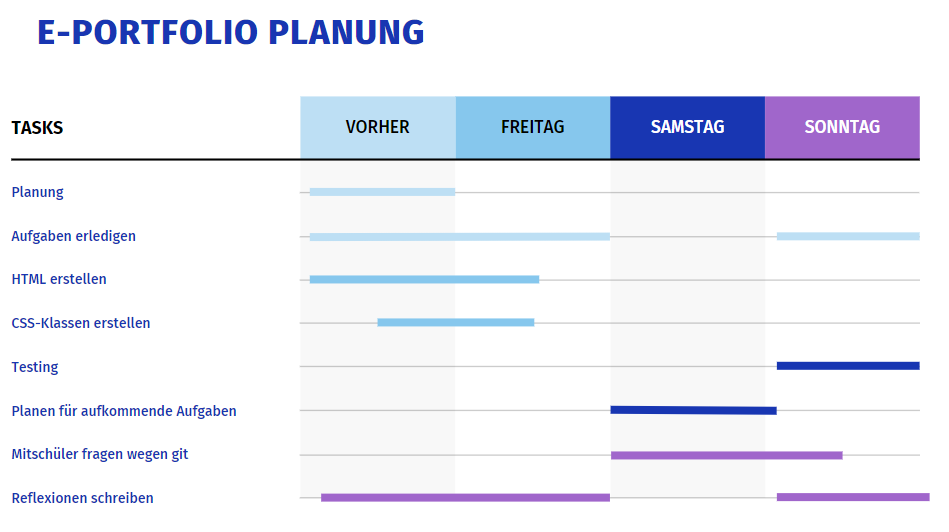 E-PORTFOLIO PLANUNG
TASKS VORHER FREITAG SAMSTAG SONNTAG
Planung
Aufgaben erledigen
HTML erstellen
CSS-Klassen erstellen
Testing
Planen für aufkommende Aufgaben
Mitschüler fragen wegen git
Reflexionen schreiben